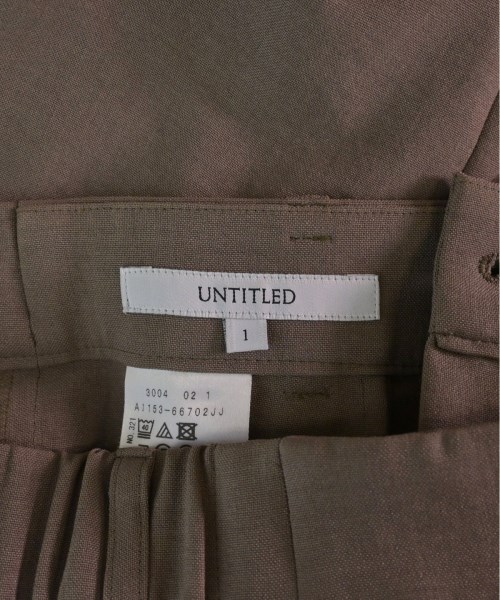 UNTITLED
1
3004 02 1
A1153-66702JJ
NO.321